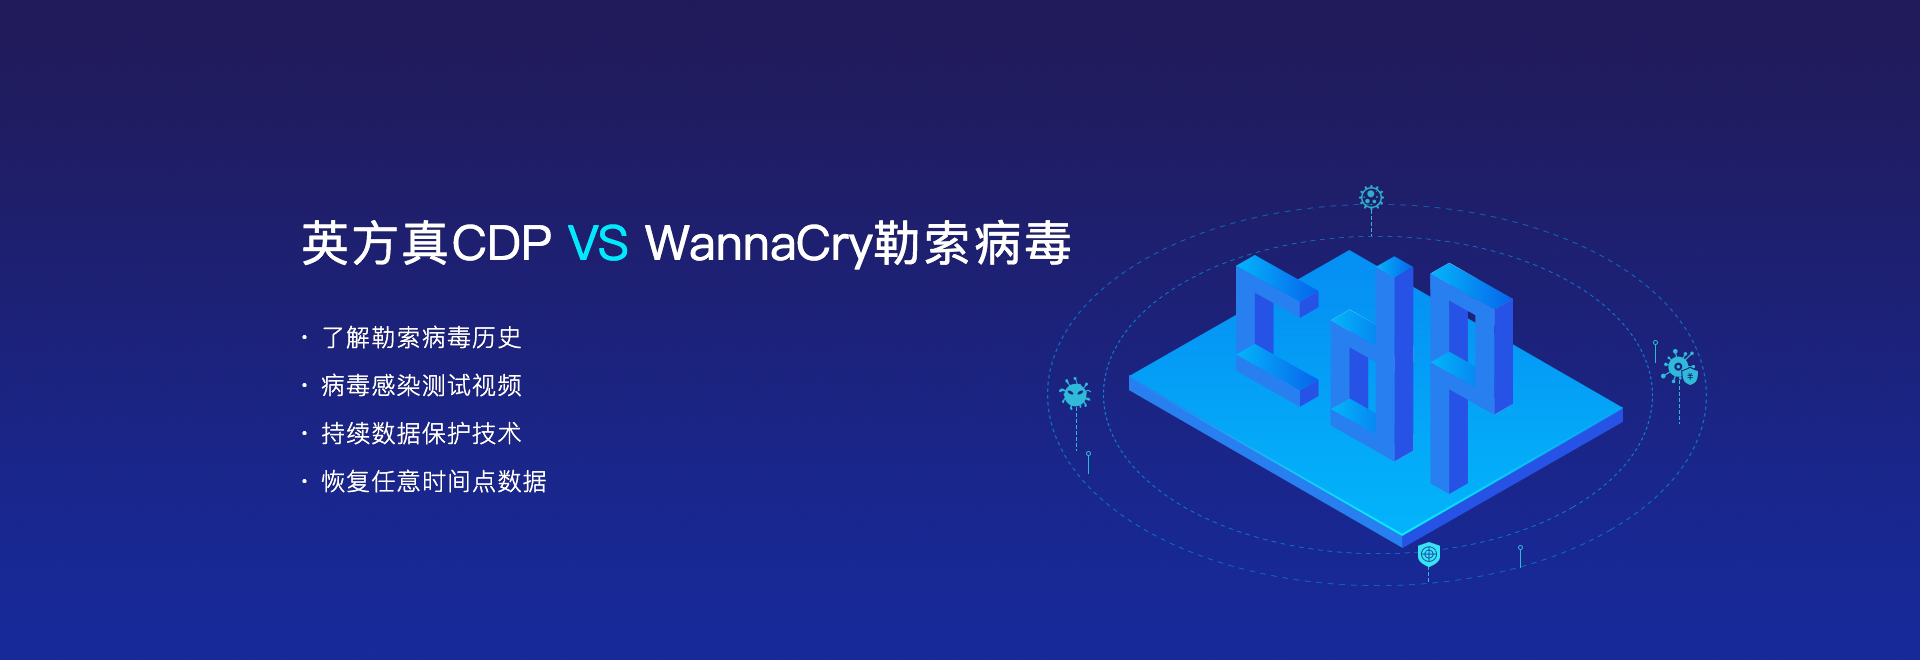 英方真CDP VS WannaCry勒索病毒
· 了解勒索病毒历史
· 病毒感染测试视频
· 持续数据保护技术
· 恢复任意时间点数据
cdp